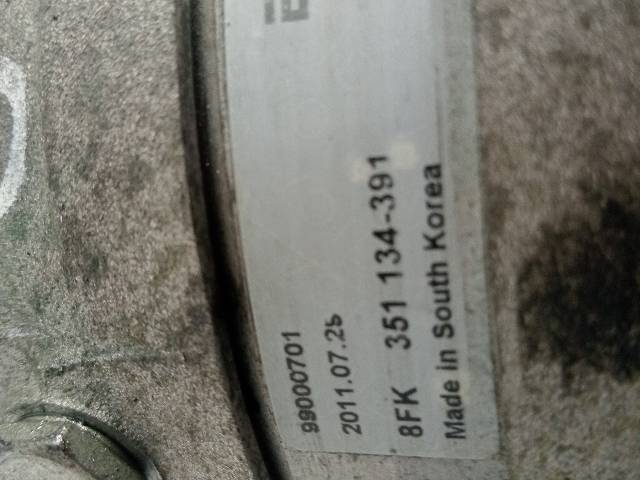 99000701
2011.07.25
8FK 351 134-391
Made in South Korea